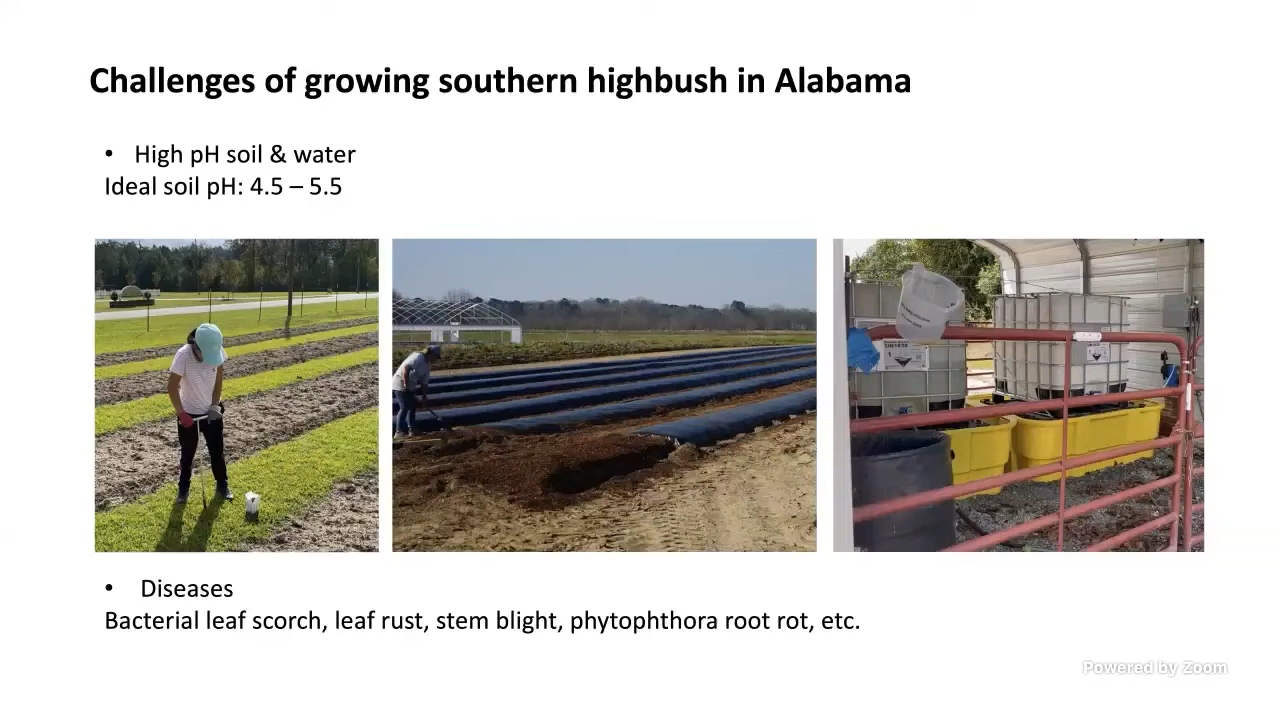 Challenges of growing southern highbush in Alabama
• High pH soil & water
Ideal soil pH: 4.5 – 5.5
• Diseases
Bacterial leaf scorch, leaf rust, stem blight, phytophthora root rot, etc.
Powered by Zoom